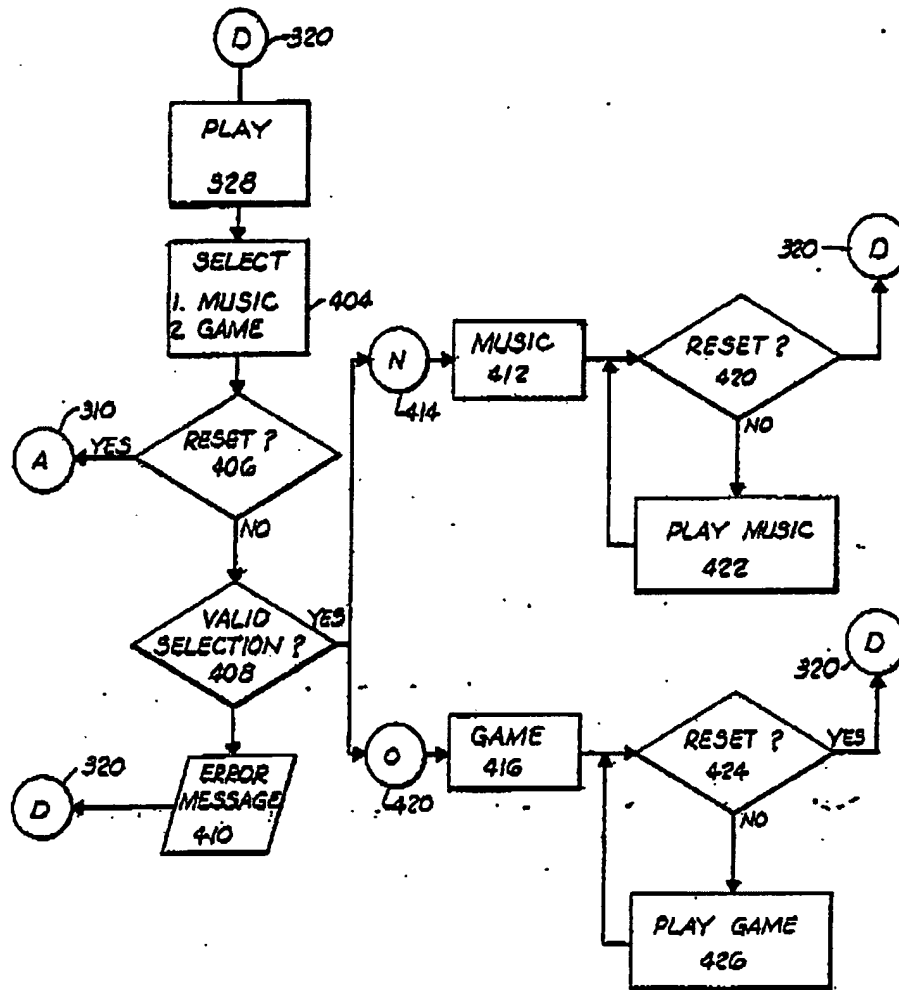 D
320
PLAY
328
SELECT
1. MUSIC
2. GAME
404
310
A
YES
RESET ?
406
NO
VALID
SELECTION ?
408
YES
ERROR
MESSAGE
410
320
D
N
414
MUSIC
412
RESET ?
420
320
D
NO
PLAY MUSIC
422
O
420
GAME
416
RESET ?
424
YES
320
D
NO
PLAY GAME
426